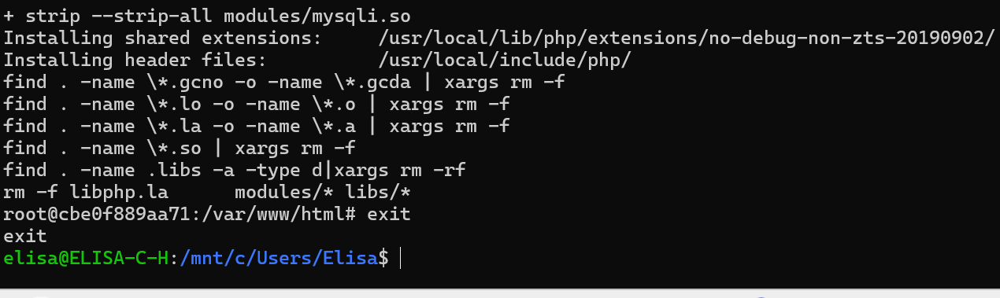 + strip --strip-all modules/mysqli.so
Installing shared extensions:     /usr/local/lib/php/extensions/no-debug-non-zts-20190902/
Installing header files:          /usr/local/include/php/
find . -name \*.gcno -o -name \*.gcda | xargs rm -f
find . -name \*.lo -o -name \*.o | xargs rm -f
find . -name \*.la -o -name \*.a | xargs rm -f
find . -name \*.so | xargs rm -f
find . -name .libs -a -type d|xargs rm -rf
rm -f libphp.la      modules/* libs/*
root@cbe0f889aa71:/var/www/html# exit
exit
elisa@ELISA-C-H:/mnt/c/Users/Elisa$